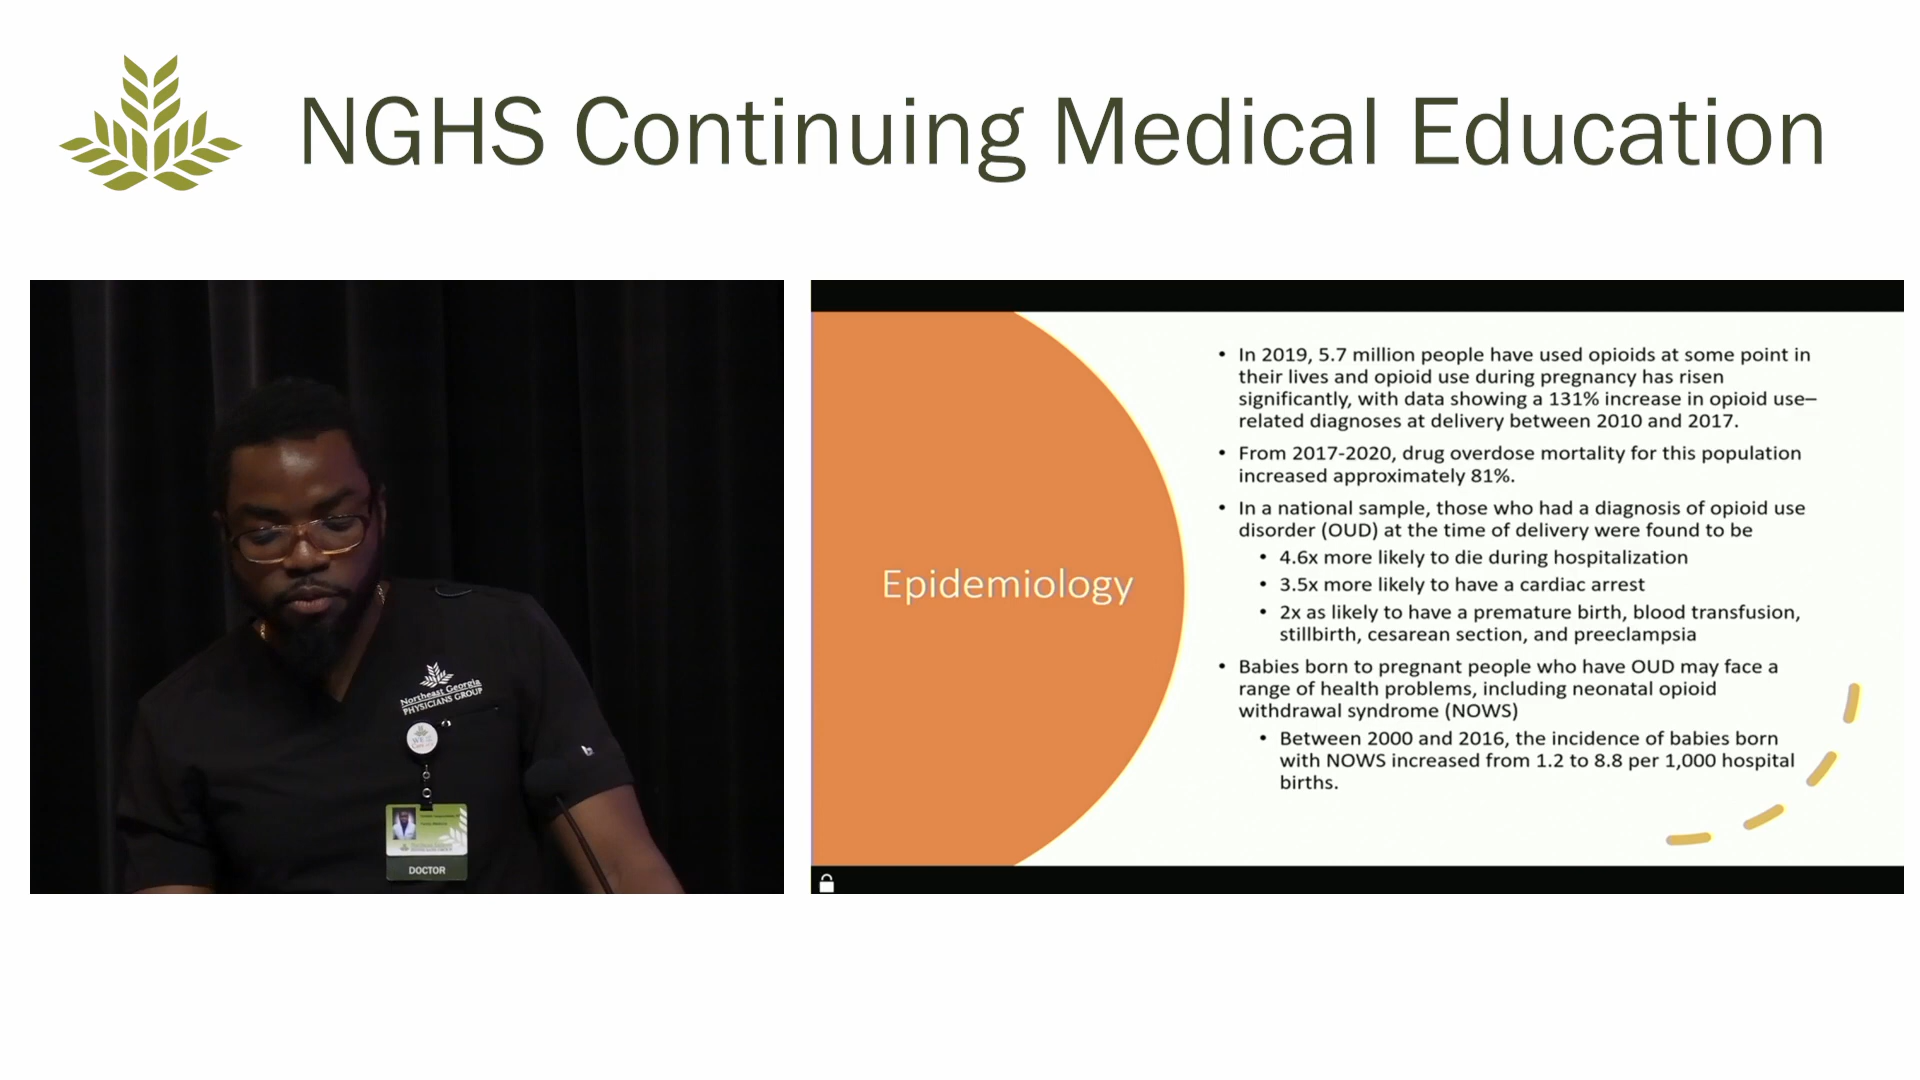 NGHS Continuing Medical Education
Northeast Georgia
PHYSICIANS GROUP
WE
Care
DOCTOR
Epidemiology
• In 2019, 5.7 million people have used opioids at some point in
their lives and opioid use during pregnancy has risen
significantly, with data showing a 131% increase in opioid use–
related diagnoses at delivery between 2010 and 2017.
• From 2017-2020, drug overdose mortality for this population
increased approximately 81%.
• In a national sample, those who had a diagnosis of opioid use
disorder (OUD) at the time of delivery were found to be
• 4.6x more likely to die during hospitalization
• 3.5x more likely to have a cardiac arrest
• 2x as likely to have a premature birth, blood transfusion,
stillbirth, cesarean section, and preeclampsia
• Babies born to pregnant people who have OUD may face a
range of health problems, including neonatal opioid
withdrawal syndrome (NOWS)
• Between 2000 and 2016, the incidence of babies born
with NOWS increased from 1.2 to 8.8 per 1,000 hospital
births.